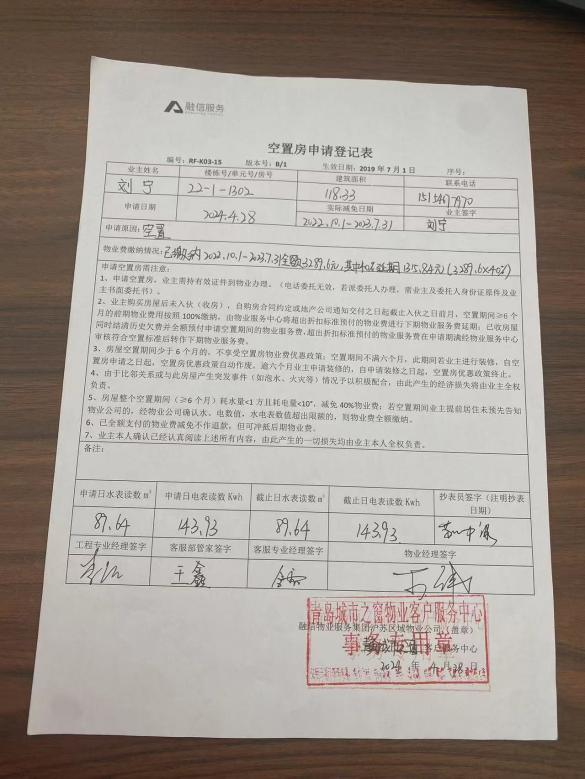 融信服务
空置房申请登记表
编号：RF-K03-15 版本号：B/1 生效日期：2019 年 7 月 1 日 序号：
业主姓名 楼栋号/单元号/房号 建筑面积 联系电话
刘宁 22-1-1302 118.33
申请日期 实际减免日期 业主签字
2024.4.28 2022.10.1-2023.7.31 刘宁
申请原因：空置
物业费缴纳情况：已缴纳2022.10.1-2023.7.31全额3289.6元，
申请空置房需注意：
1、申请空置房，业主需持有效证件到物业办理。（电话委托无效，若派委托人办理，需业主及委托人身份证原件及业
主书面委托书）。
2、业主购买房屋后未入伙（收房），自购房合同约定或地产公司通知交付之日起截止入伙之日前月，空置期间≥6 个
月的前期物业费用按照 100%缴纳，由物业服务中心将超出折扣标准预付的物业费进行下期物业服务费延期；已收房屋
同时结清历史欠费并全额预付申请空置期间的物业服务费，超出折扣标准预付的物业服务费在申请期满经物业服务中心
审核符合空置标准后转作下期物业服务费。
3、房屋空置期间少于 6 个月的，不享受空置房物业费优惠政策；空置期间不满六个月，此期间若业主进行装修，自空
置房申请之日起，空置房优惠政策自动作废。逾六个月业主申请装修的，自申请装修之日起，空置房优惠政策终止。
4、由于比邻关系或与此房屋产生突发事件（如泡水、火灾等）情况予以积极配合，由此产生的经济损失将由业主全权
负责。
5、房屋整个空置期间（≥6 个月）耗水量<1 方且耗电量<10°，减免 40%物业费；若空置期间业主提前居住未预先告知
物业公司的，经物业公司确认水、电数值，水电表数值超出限额的，则物业费全额缴纳。
6、已全额支付的物业费减免不作退款，但可冲抵后期物业费。
7、业主本人确认已经认真阅读上述所有内容，由此产生的一切损失均由业主本人全权负责。
备注：
申请日水表读数 m³ 申请日电表读数 Kwh 截止日水表读数 m³ 截止日电表读数 Kwh 抄表员签字（注明抄表
日期）
89.64 143.93 89.64 143.93
工程专业经理签字 客服部管家签字 客服专业经理签字 物业经理签字
王鑫
青岛城市之窗物业客户服务中心
融信物业服务集团沪苏区域物业公司（盖章）
事务专用章
客户服务中心
2024 年 4 月 28 日